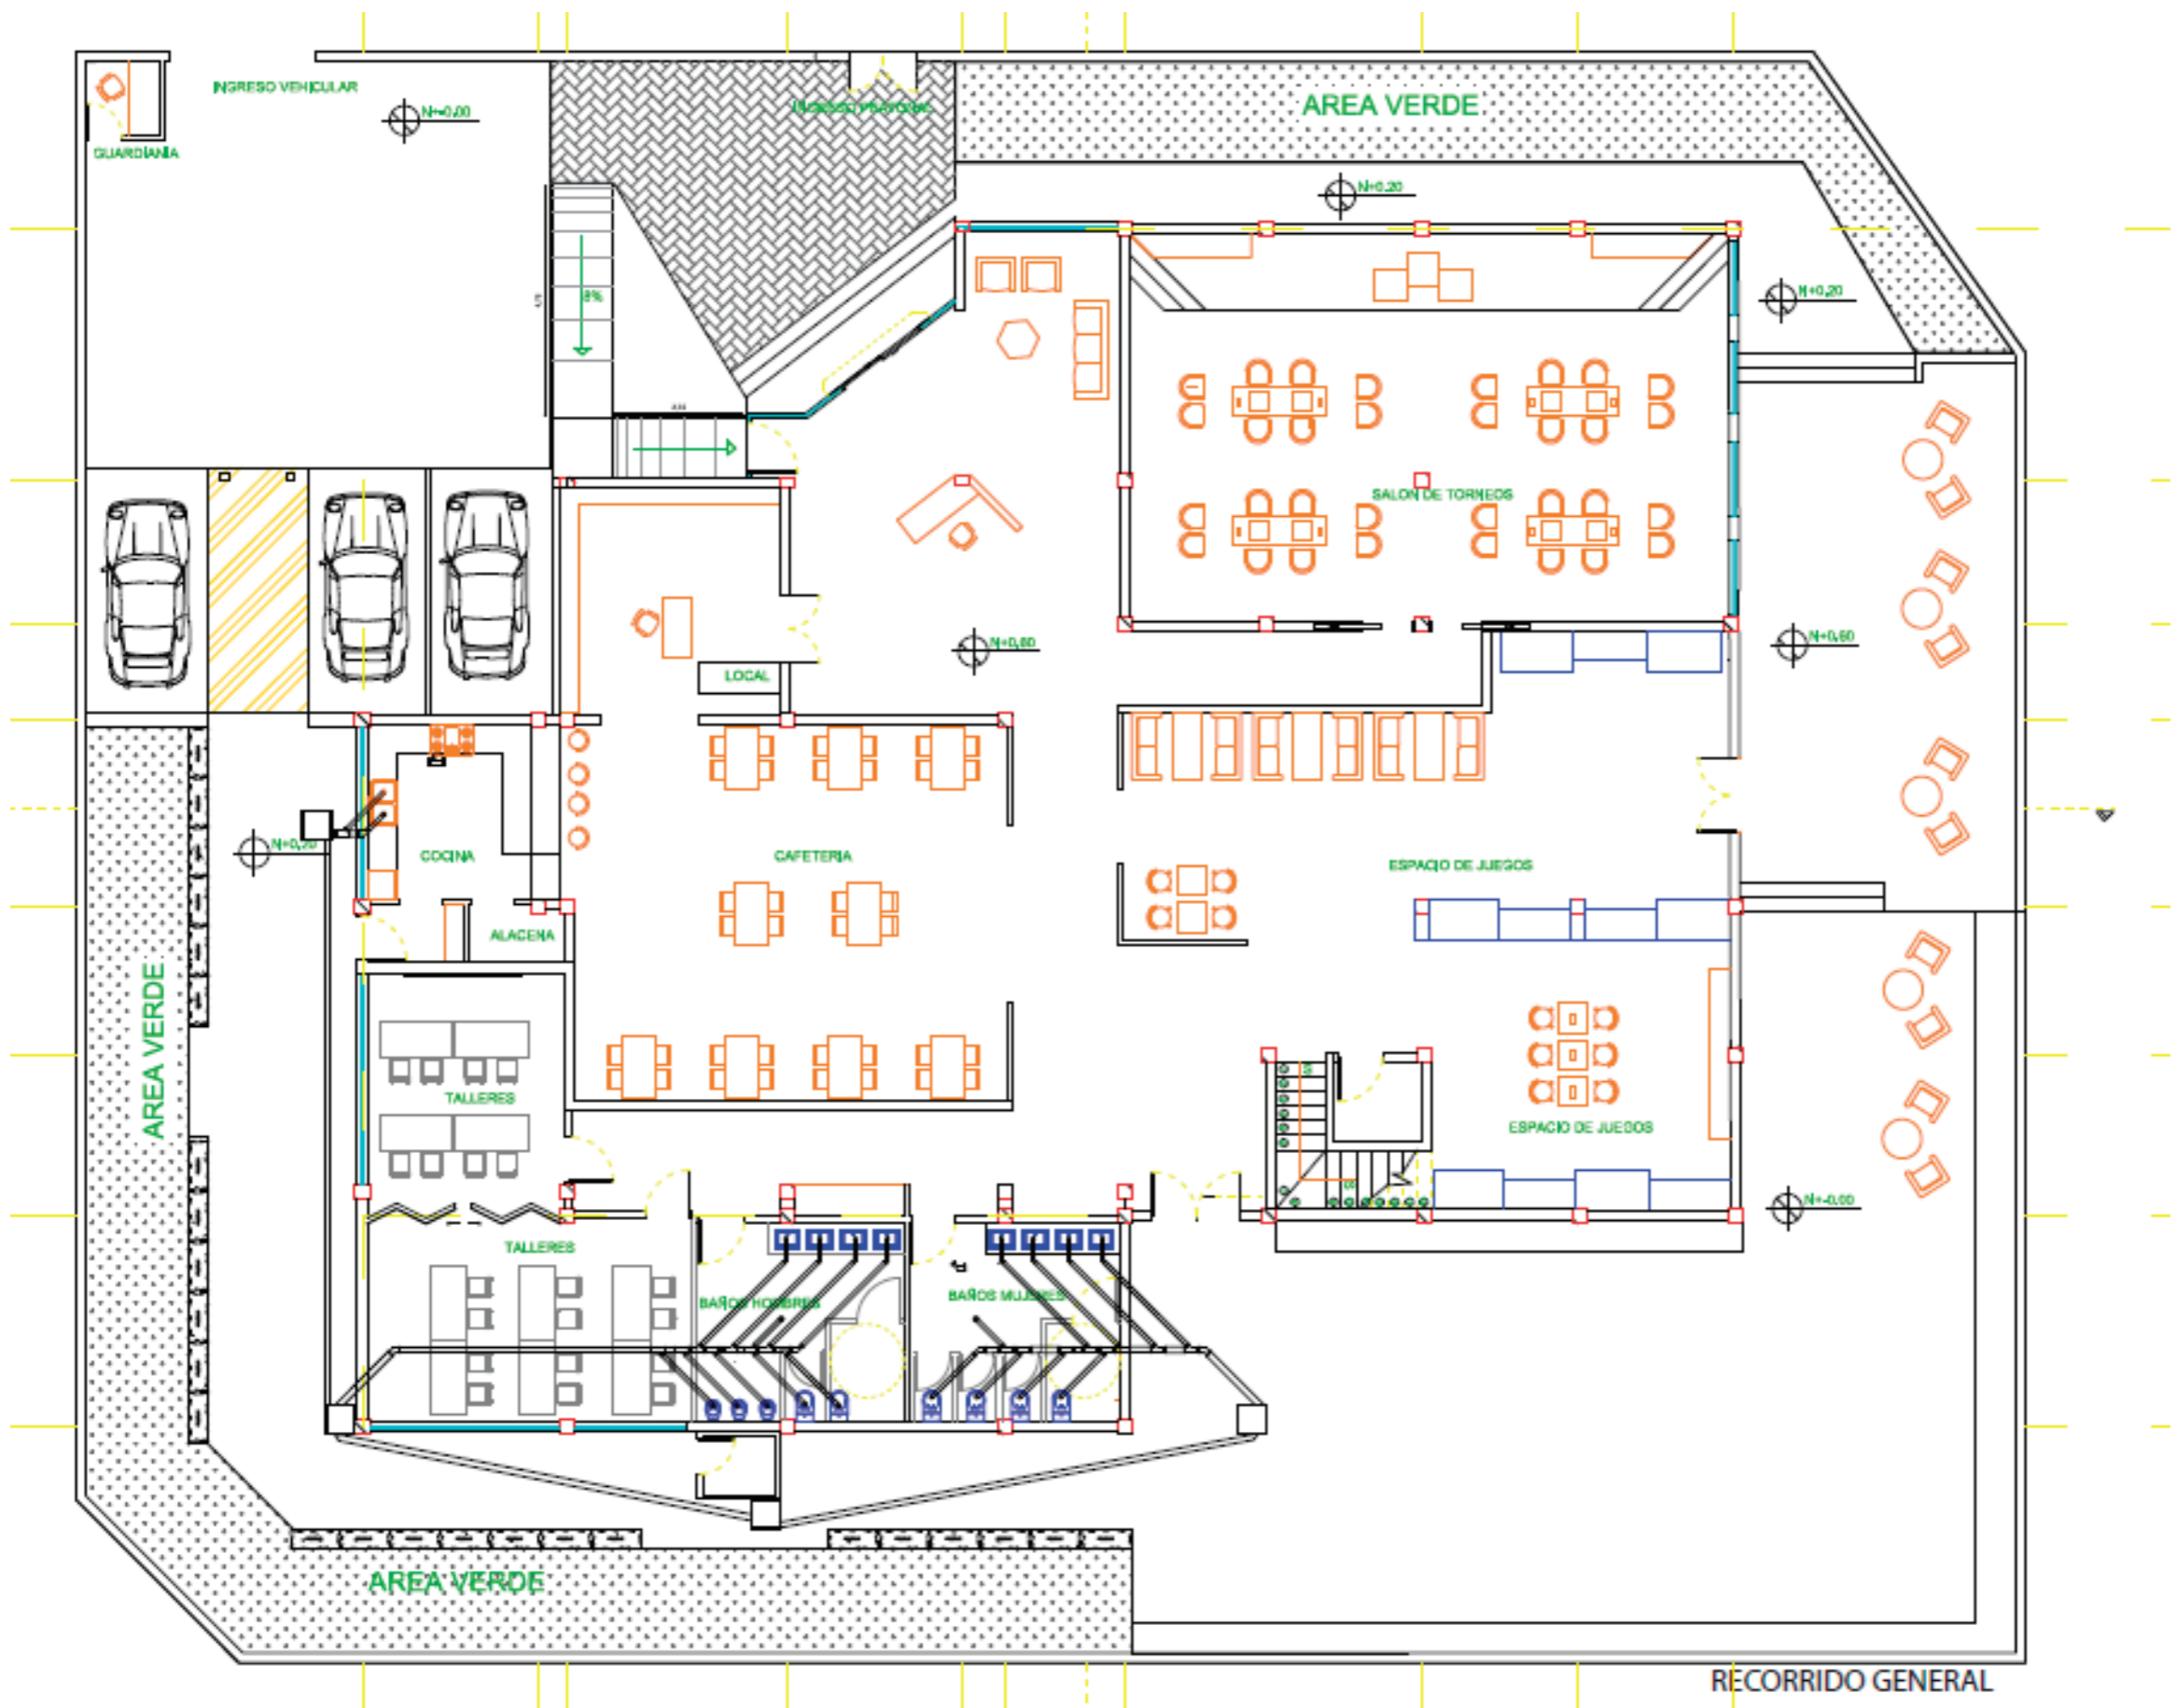 INGRESO VEHICULAR
N+-0,00
INGRESO PEATONAL
AREA VERDE
GUARDIANIA
N+0.20
8%
N+0,20
SALON DE TORNEOS
N+0,60
N+0,60
LOCAL
N+0,20
COCINA
CAFETERIA
ESPACIO DE JUEGOS
ALACENA
AREA VERDE
TALLERES
ESPACIO DE JUEGOS
N+-0.00
TALLERES
BAÑOS HOMBRES
BAÑOS MUJERES
AREA VERDE
RECORRIDO GENERAL